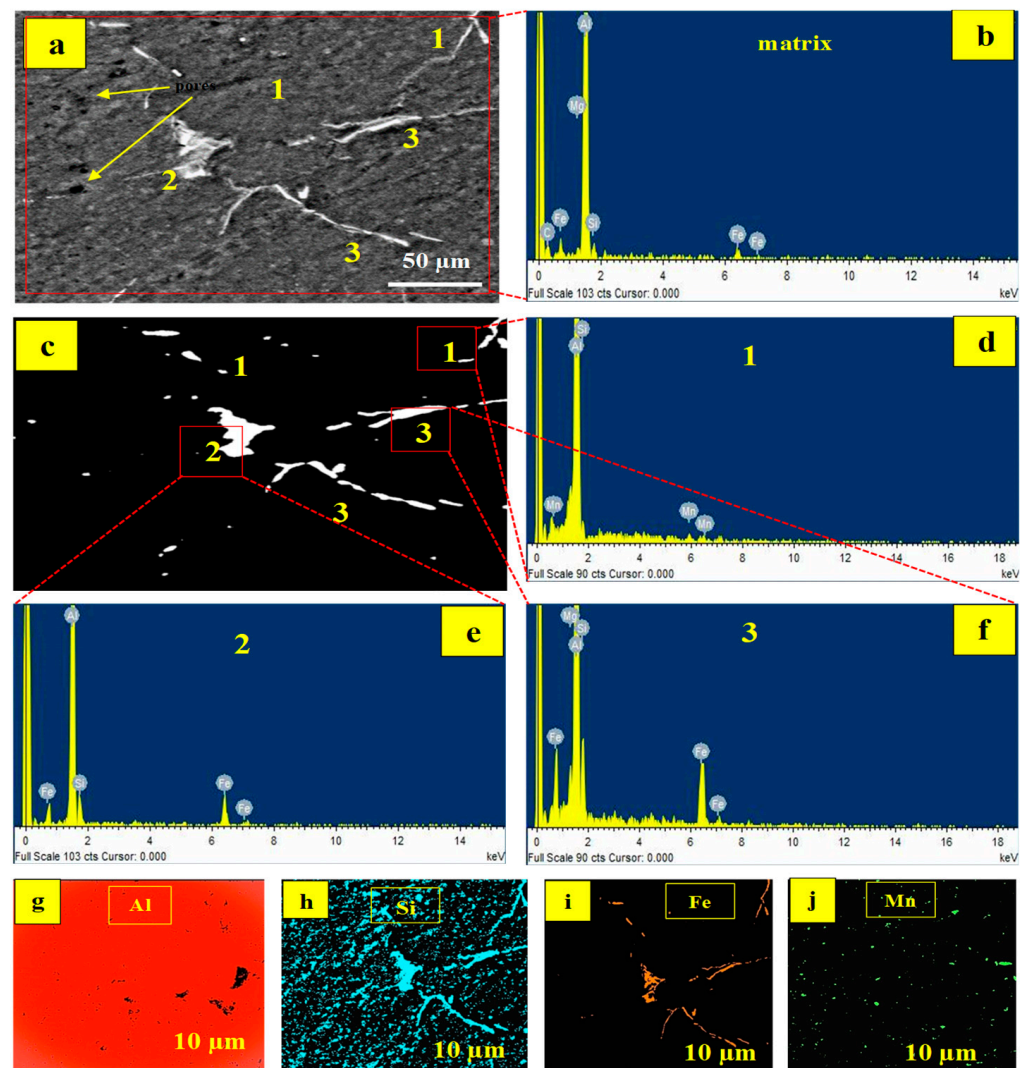 a
pores
1
1
3
2
3
50 µm
matrix
b
Al
Mg
Fe
C
Si
Fe
Fe
0 2 4 6 8 10 12 14
Full Scale 103 cts Cursor: 0.000
keV
c
1
1
2
3
3
1
d
Si
Al
Mn
Mn
Mn
0 2 4 6 8 10 12 14 16 18
Full Scale 90 cts Cursor: 0.000
keV
2
e
Al
Fe
Si
Fe
Fe
0 2 4 6 8 10 12 14
Full Scale 103 cts Cursor: 0.000
keV
3
f
Mg
Si
Al
Fe
Fe
Fe
0 2 4 6 8 10 12 14 16 18
Full Scale 90 cts Cursor: 0.000
keV
g
Al
10 µm
h
Si
10 µm
i
Fe
10 µm
j
Mn
10 µm